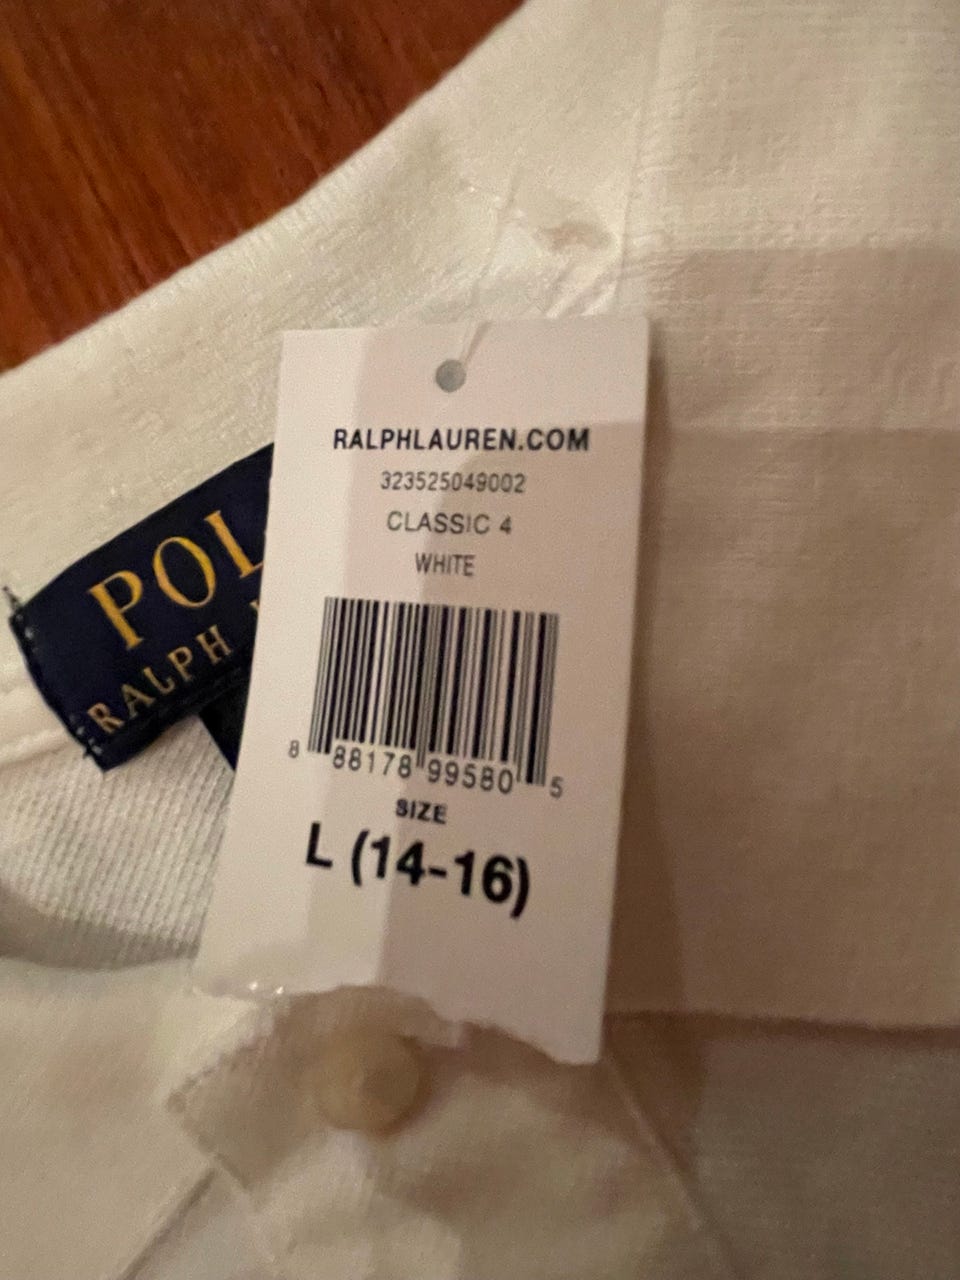 RALPHLAUREN.COM
323525049002
CLASSIC 4
WHITE
8 88178 99580 5
SIZE
L (14-16)
POL
RALPH